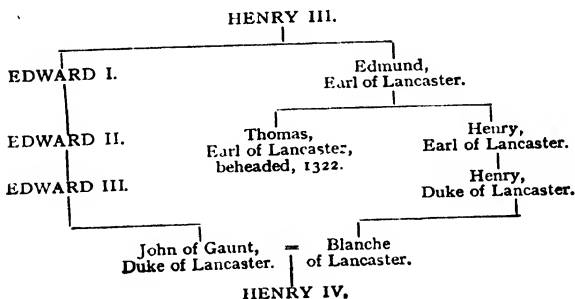 HENRY III.
EDWARD I.
Edmund,
Earl of Lancaster.
EDWARD II.
Thomas,
Earl of Lancaster,
beheaded, 1322.
Henry,
Earl of Lancaster.
EDWARD III.
Henry,
Duke of Lancaster.
John of Gaunt,
Duke of Lancaster.
=
Blanche
of Lancaster.
HENRY IV.